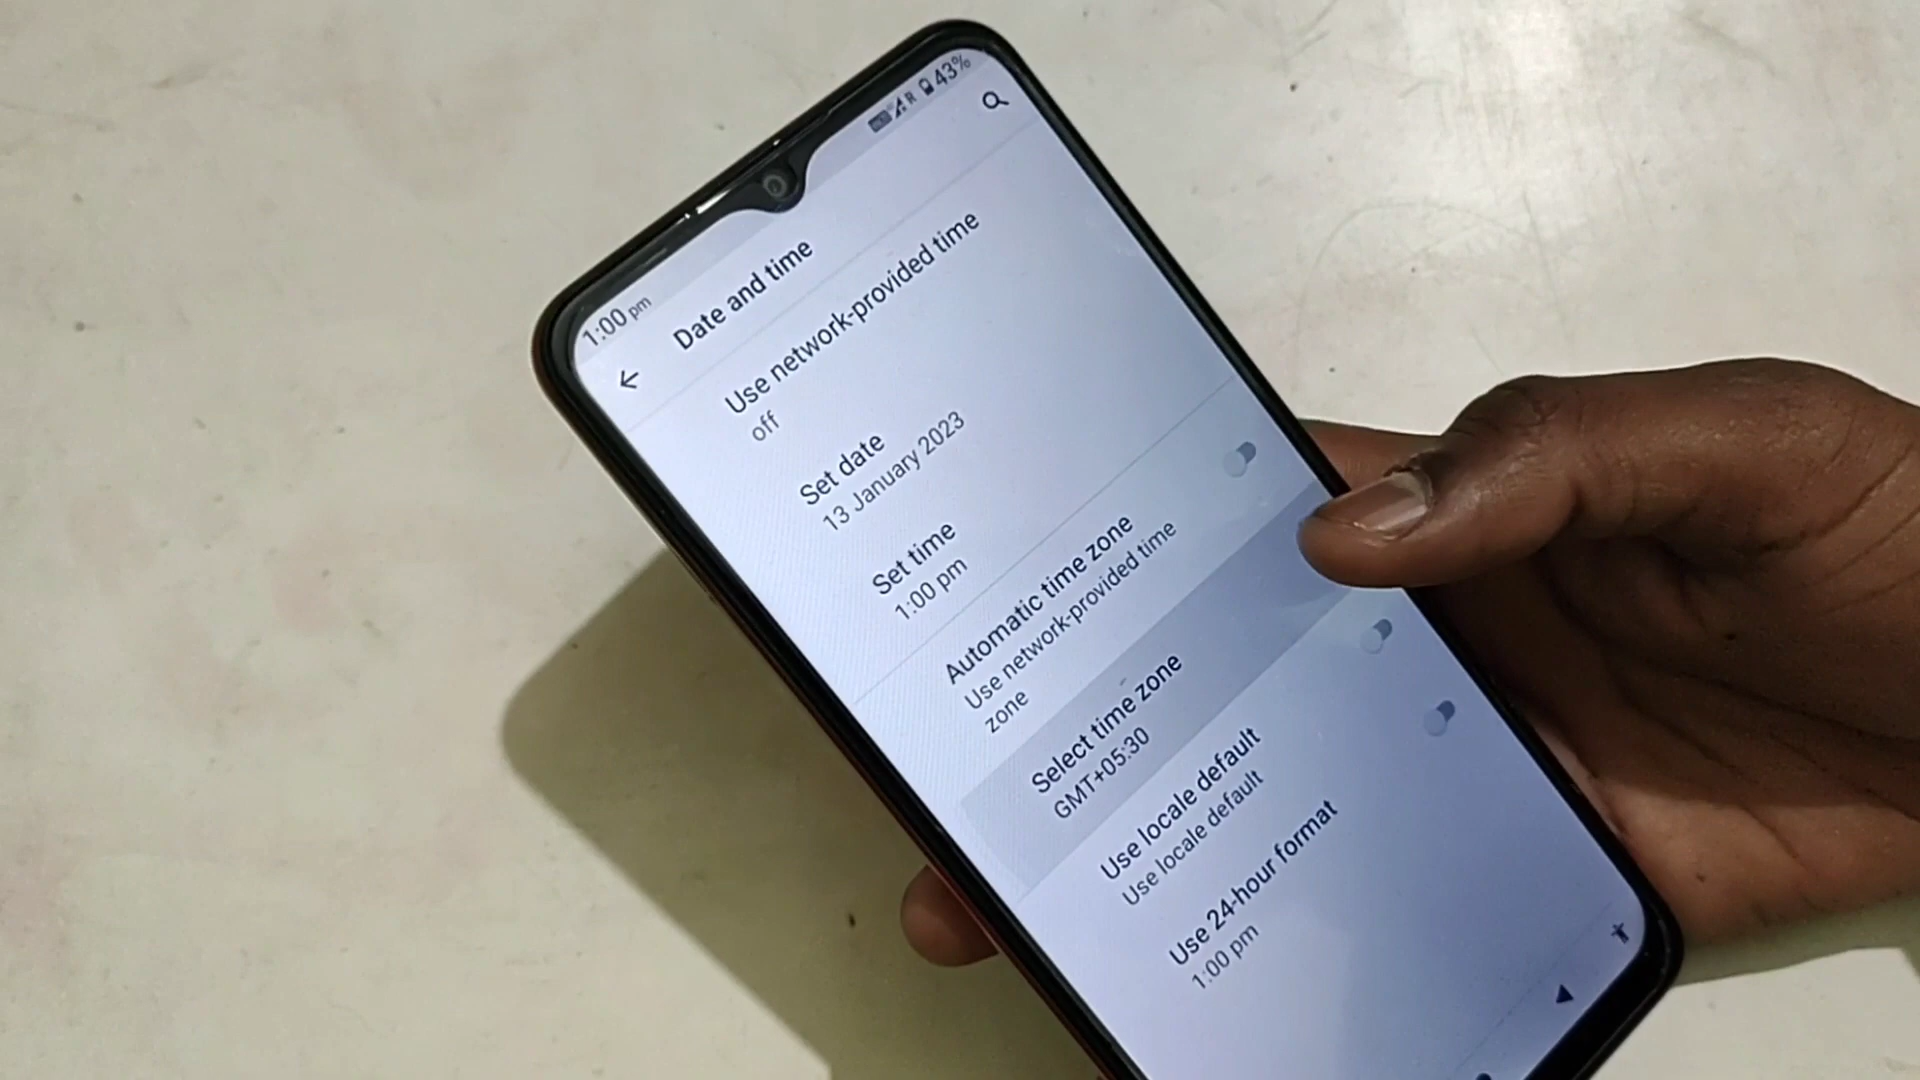 1:00 pm
R 43%
Date and time
Use network-provided time
off
Set date
13 January 2023
Set time
1:00 pm
Automatic time zone
Use network-provided time
zone
Select time zone
GMT+05:30
Use locale default
Use locale default
Use 24-hour format
1:00 pm